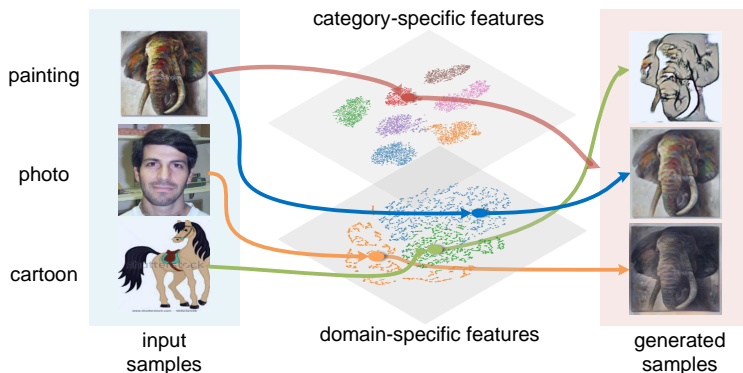 category-specific features
painting
photo
cartoon
domain-specific features
input
samples
generated
samples